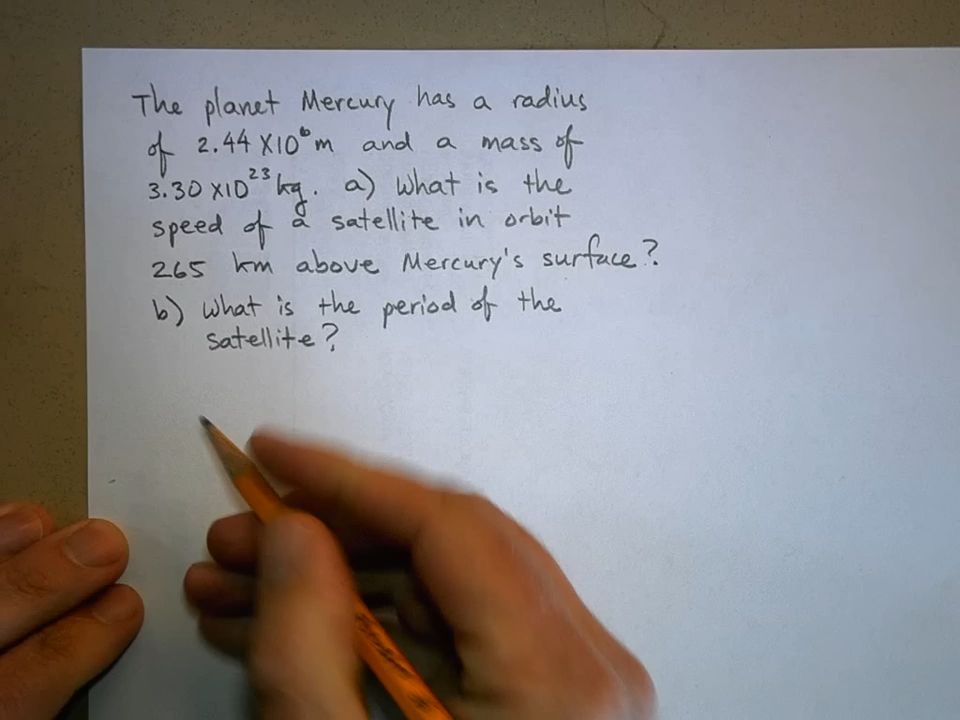 The planet Mercury has a radius
of 2.44 X10⁶ m and a mass of
3.30 X10²³ kg. a) what is the
speed of a satellite in orbit
265 km above Mercury's surface?
b) what is the period of the
satellite?